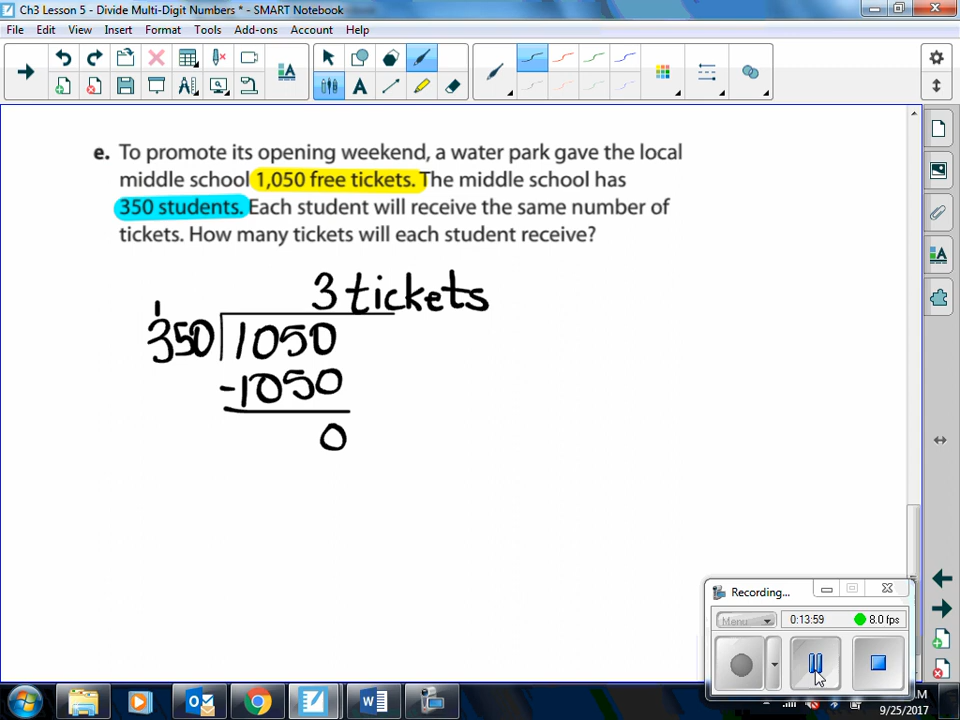 Ch3 Lesson 5 - Divide Multi-Digit Numbers * - SMART Notebook
File Edit View Insert Format Tools Add-ons Account Help
e. To promote its opening weekend, a water park gave the local
middle school 1,050 free tickets. The middle school has
350 students. Each student will receive the same number of
tickets. How many tickets will each student receive?
3 tickets
1
350 1050
-1050
0
Recording...
Menu 0:13:59 8.0 fps
9/25/2017